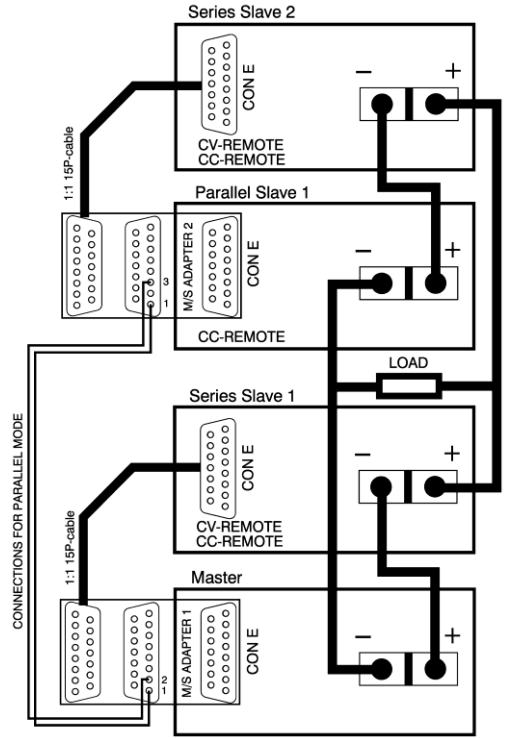 Series Slave 2
CON E
− +
1:1 15P-cable
CV-REMOTE
CC-REMOTE
Parallel Slave 1
M/S ADAPTER 2
CON E
3
1
− +
CC-REMOTE
LOAD
CONNECTIONS FOR PARALLEL MODE
Series Slave 1
CON E
− +
1:1 15P-cable
CV-REMOTE
CC-REMOTE
Master
M/S ADAPTER 1
CON E
2
1
− +